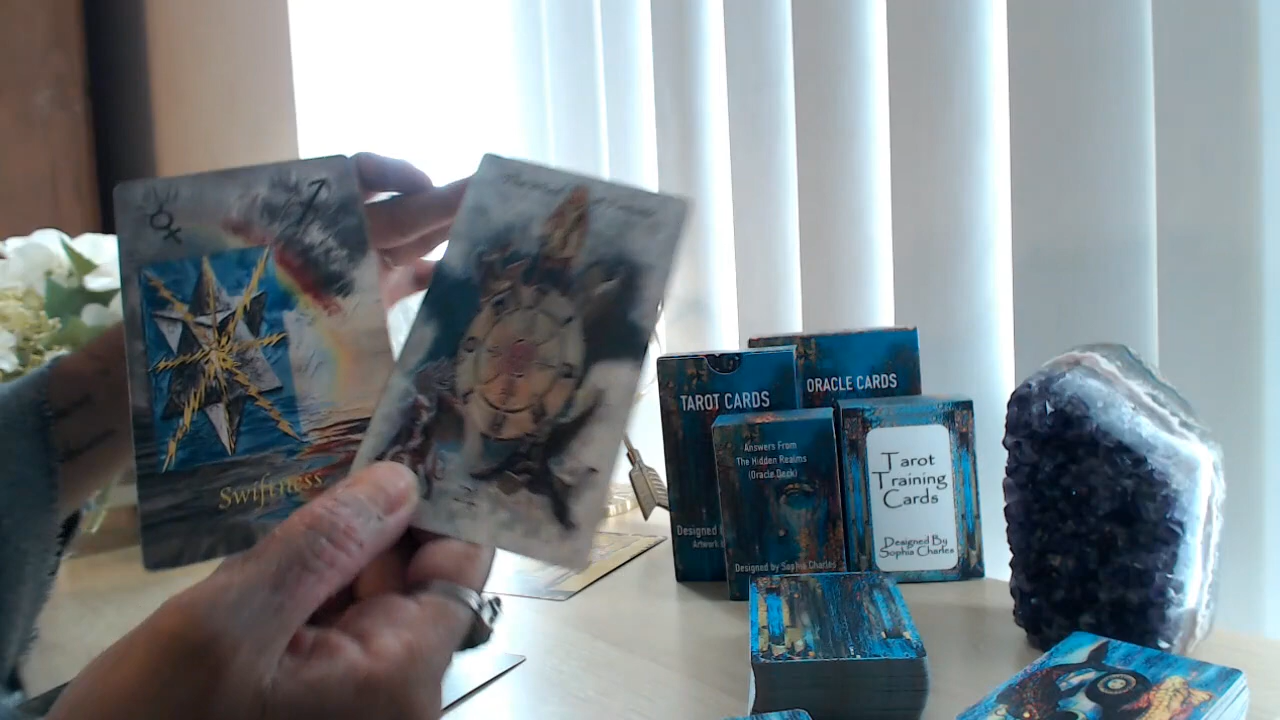 Swiftness
TAROT CARDS
Designed
Artwork
ORACLE CARDS
Answers From
The Hidden Realms
(Oracle Deck)
Designed by Sophia Charles
Tarot
Training
Cards
Designed By
Sophia Charles